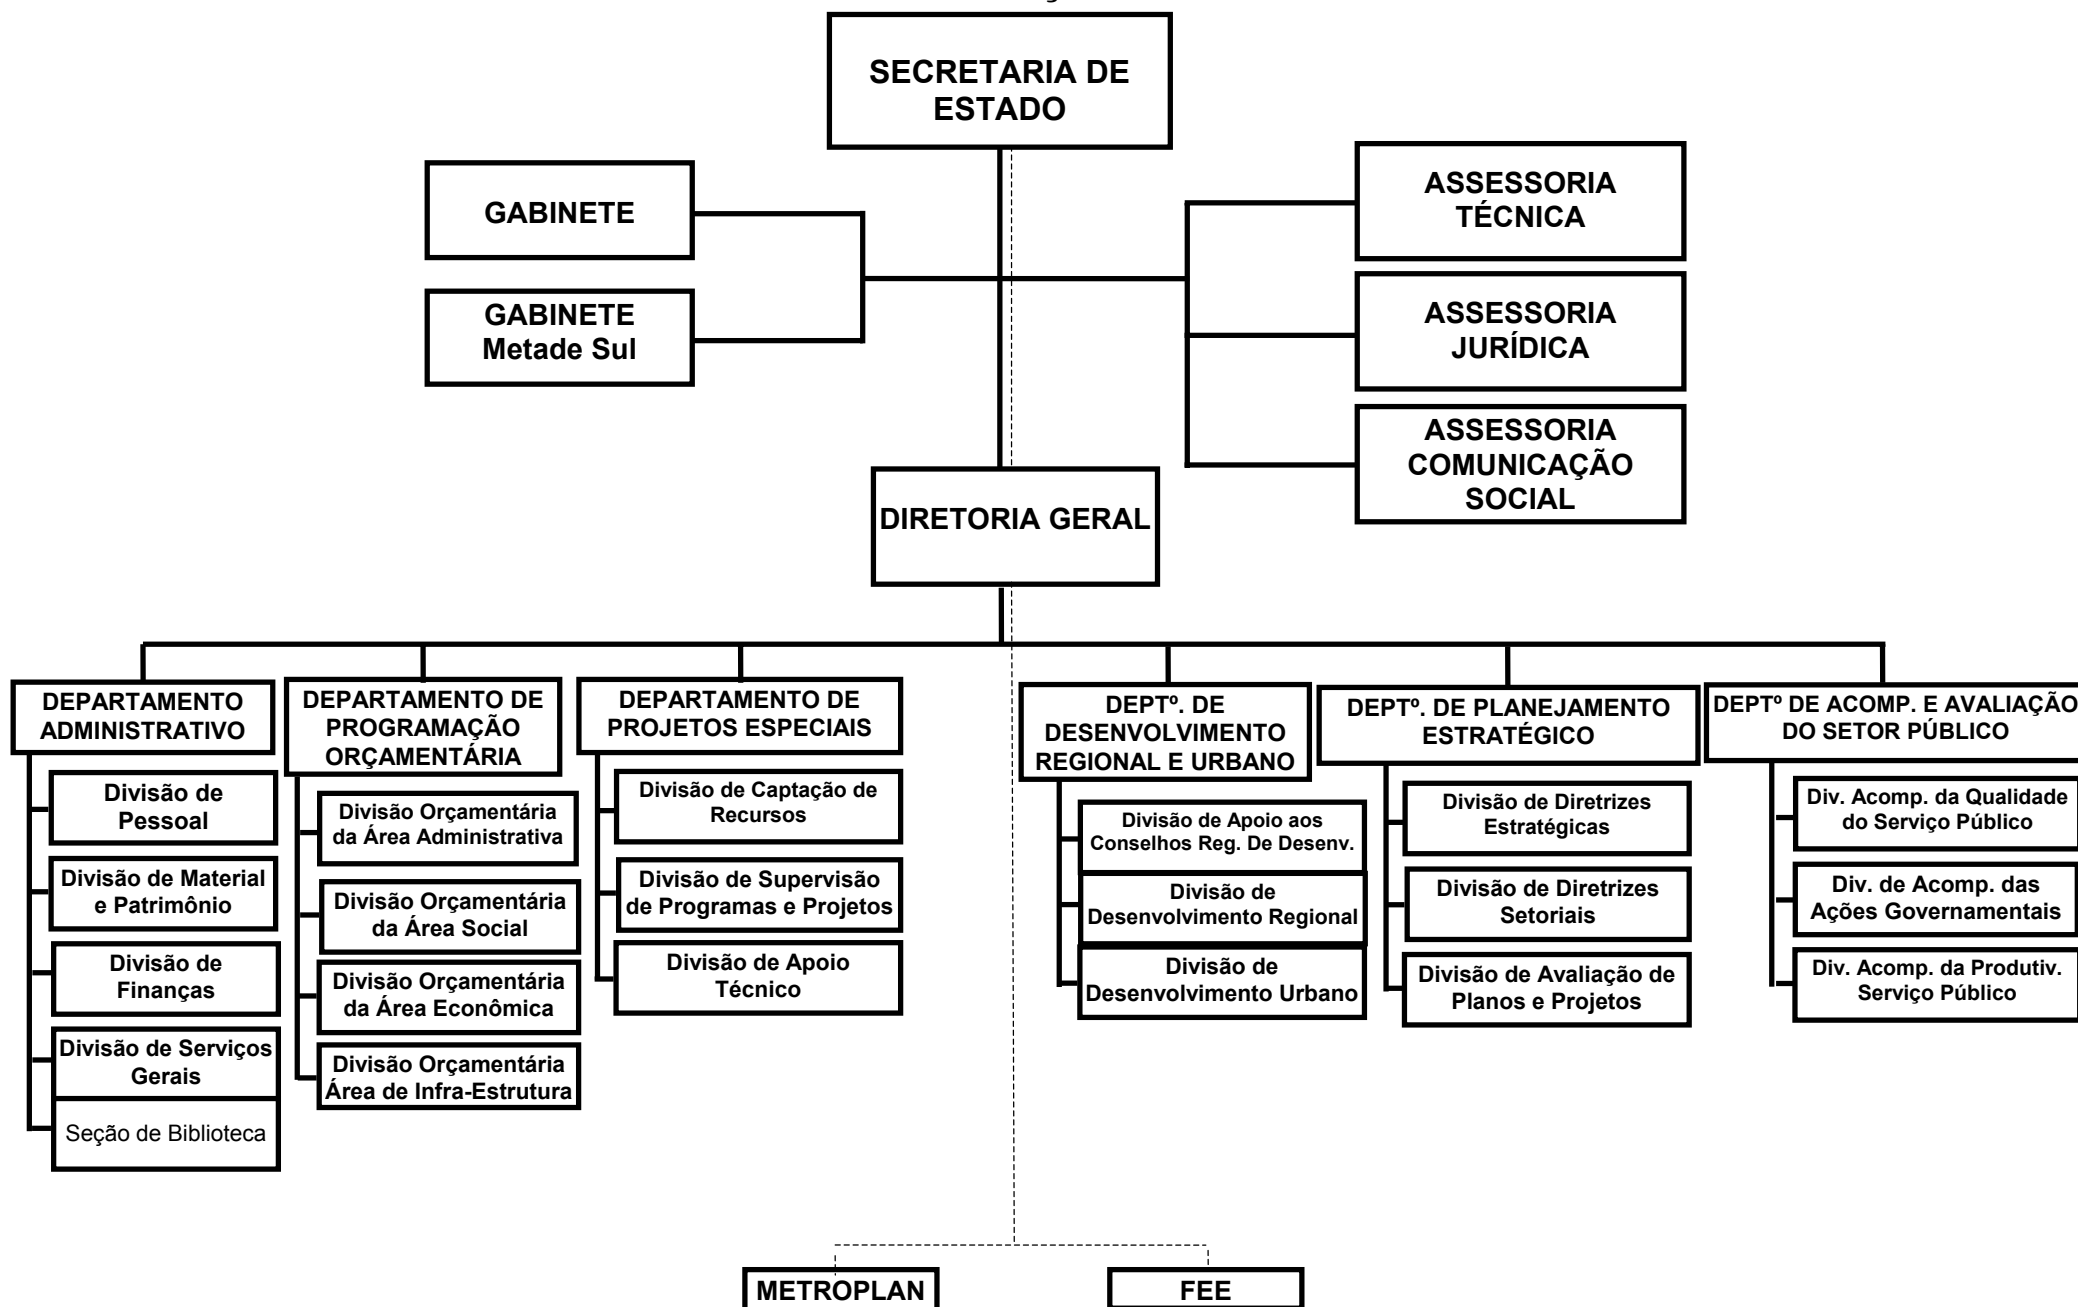 SECRETARIA DE
ESTADO
GABINETE
GABINETE
Metade Sul
ASSESSORIA
TÉCNICA
ASSESSORIA
JURÍDICA
ASSESSORIA
COMUNICAÇÃO
SOCIAL
DIRETORIA GERAL
DEPARTAMENTO
ADMINISTRATIVO
Divisão de
Pessoal
Divisão de Material
e Patrimônio
Divisão de
Finanças
Divisão de Serviços
Gerais
Seção de Biblioteca
DEPARTAMENTO DE
PROGRAMAÇÃO
ORÇAMENTÁRIA
Divisão Orçamentária
da Área Administrativa
Divisão Orçamentária
da Área Social
Divisão Orçamentária
da Área Econômica
Divisão Orçamentária
Área de Infra-Estrutura
DEPARTAMENTO DE
PROJETOS ESPECIAIS
Divisão de Captação de
Recursos
Divisão de Supervisão
de Programas e Projetos
Divisão de Apoio
Técnico
DEPTº. DE
DESENVOLVIMENTO
REGIONAL E URBANO
Divisão de Apoio aos
Conselhos Reg. De Desenv.
Divisão de
Desenvolvimento Regional
Divisão de
Desenvolvimento Urbano
DEPTº. DE PLANEJAMENTO
ESTRATÉGICO
Divisão de Diretrizes
Estratégicas
Divisão de Diretrizes
Setoriais
Divisão de Avaliação de
Planos e Projetos
DEPTº DE ACOMP. E AVALIAÇÃO
DO SETOR PÚBLICO
Div. Acomp. da Qualidade
do Serviço Público
Div. de Acomp. das
Ações Governamentais
Div. Acomp. da Produtiv.
Serviço Público
METROPLAN
FEE